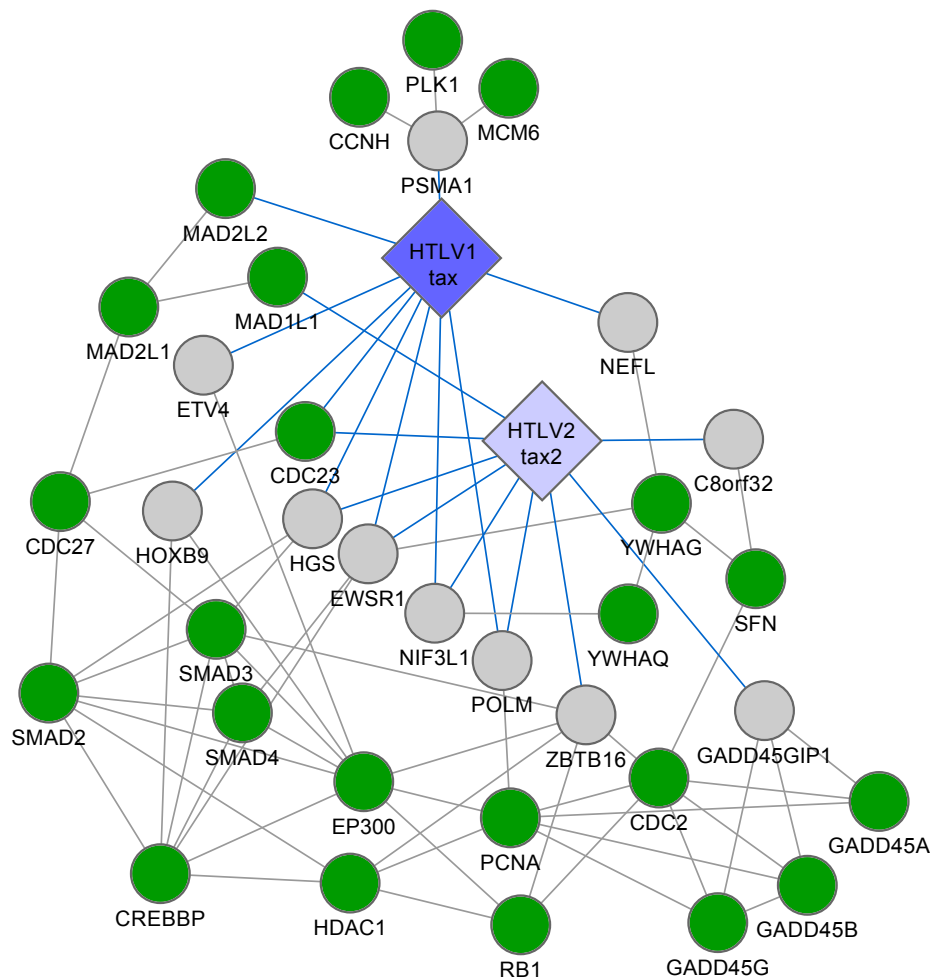 PLK1
CCNH
MCM6
PSMA1
MAD2L2
HTLV1
tax
MAD1L1
MAD2L1
NEFL
ETV4
HTLV2
tax2
CDC23
C8orf32
CDC27
HOXB9
HGS
YWHAG
EWSR1
SFN
NIF3L1
YWHAQ
SMAD3
POLM
SMAD2
SMAD4
ZBTB16
GADD45GIP1
EP300
CDC2
PCNA
GADD45A
CREBBP
HDAC1
GADD45B
RB1
GADD45G